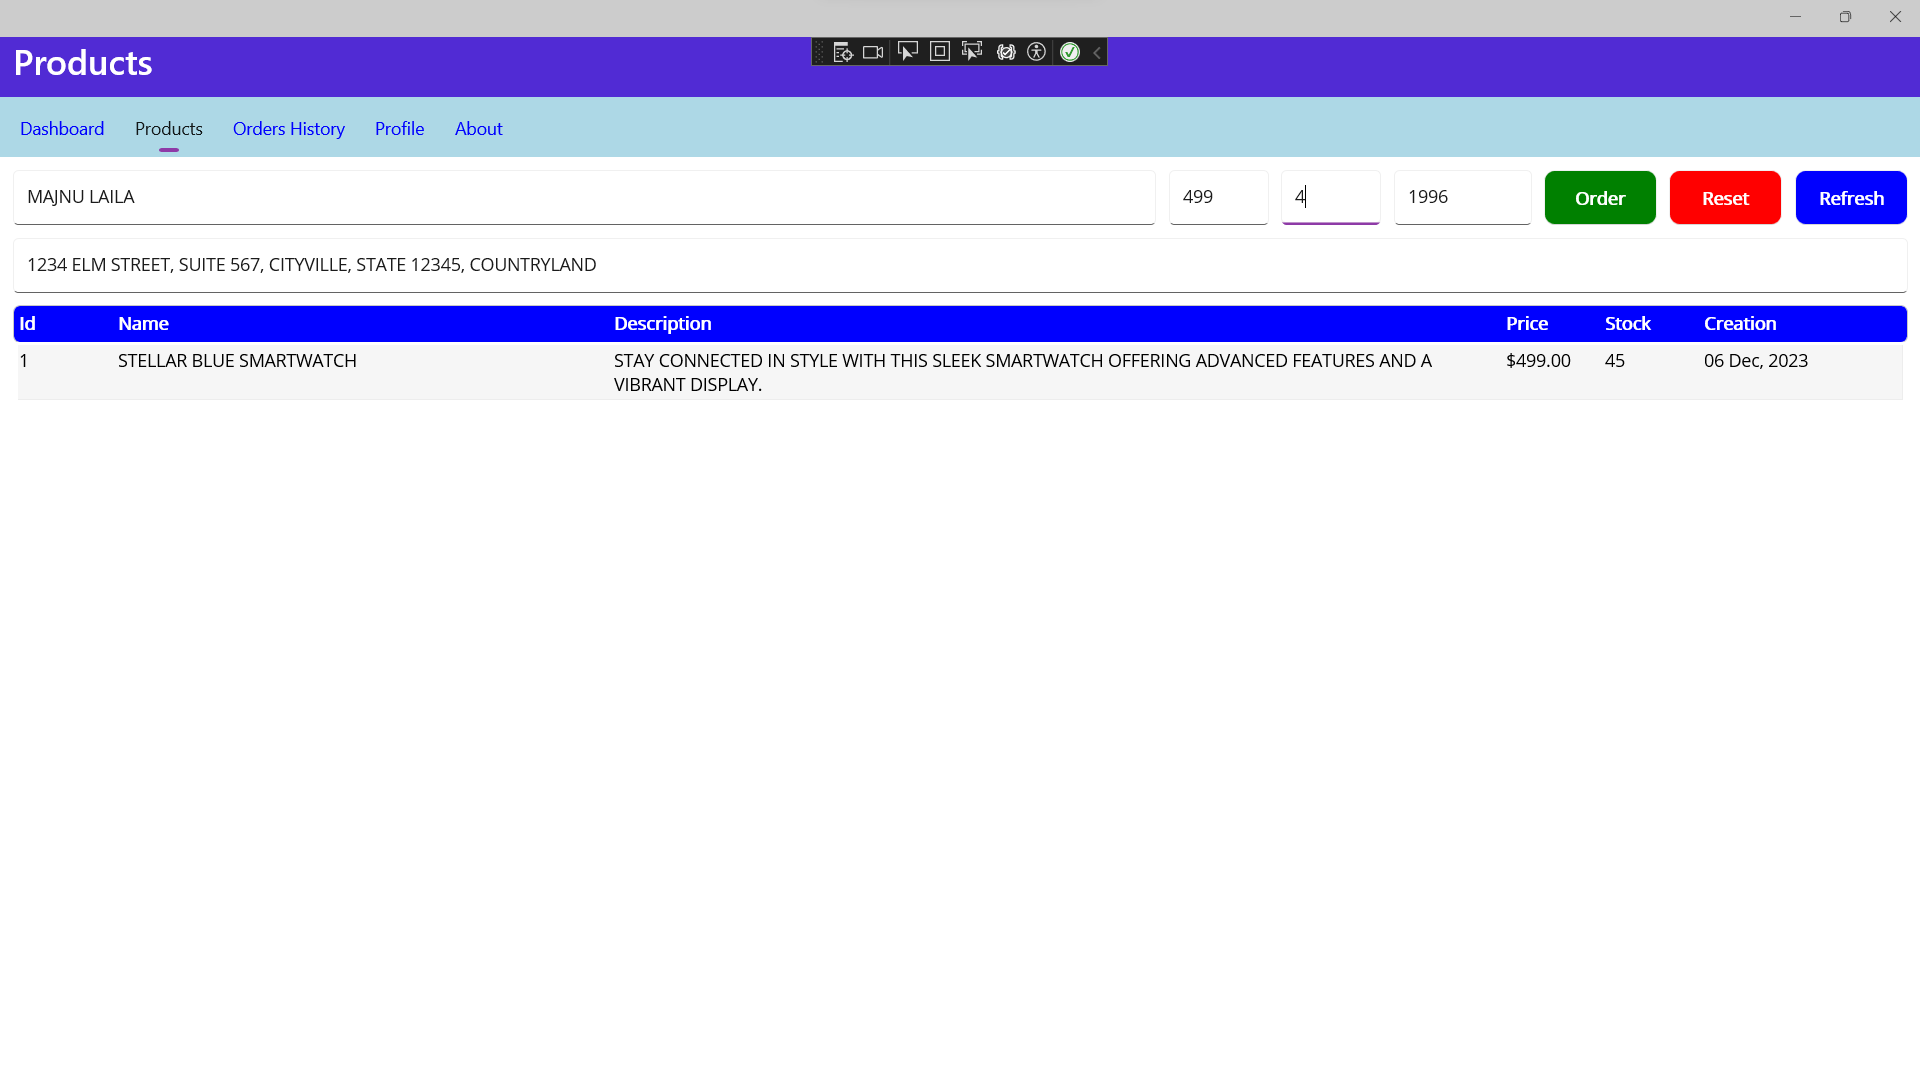 Products
Dashboard Products Orders History Profile About
MAJNU LAILA 499 4 1996 Order Reset Refresh
1234 ELM STREET, SUITE 567, CITYVILLE, STATE 12345, COUNTRYLAND
Id Name Description Price Stock Creation
1 STELLAR BLUE SMARTWATCH STAY CONNECTED IN STYLE WITH THIS SLEEK SMARTWATCH OFFERING ADVANCED FEATURES AND A $499.00 45 06 Dec, 2023
VIBRANT DISPLAY.